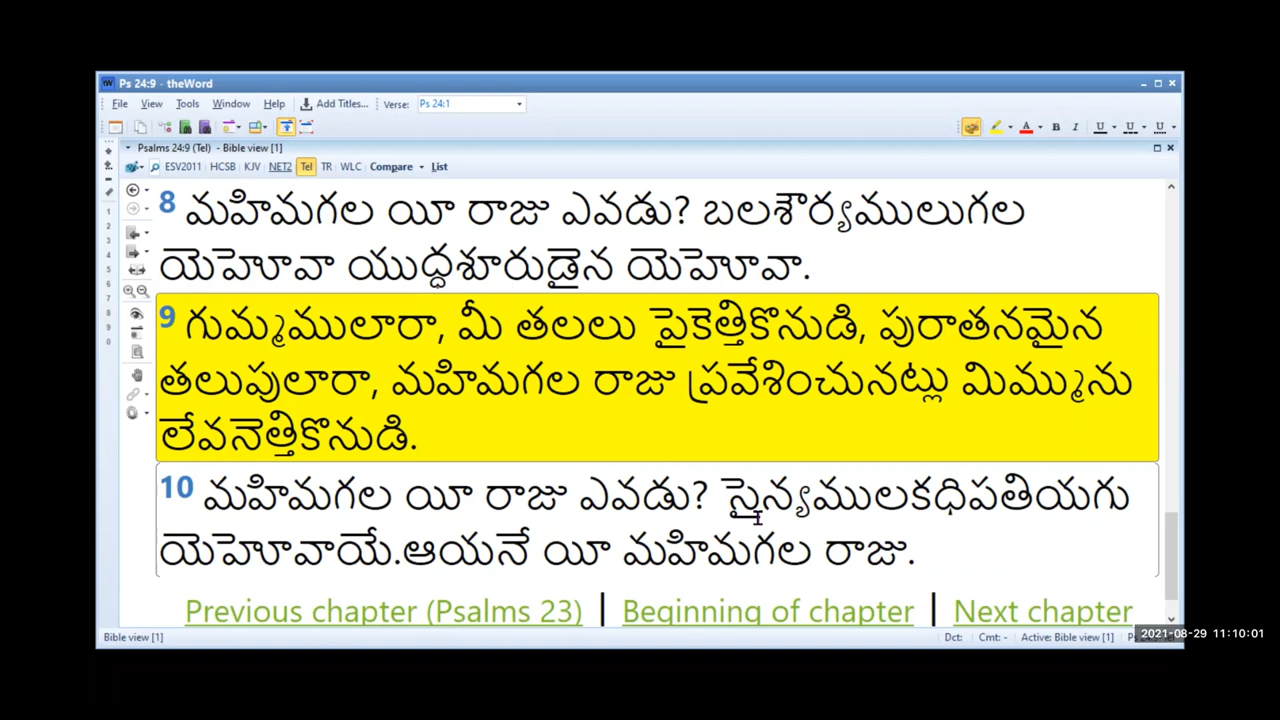 Ps 24:9 - theWord
File View Tools Window Help Add Titles... Verse: Ps 24:1
Psalms 24:9 (Tel) - Bible view [1]
ESV2011 HCSB KJV NET2 Tel TR WLC Compare List
8 మహిమగల యీ రాజు ఎవడు? బలశౌర్యములుగల
యెహోవా యుద్ధశూరుడైన యెహోవా.
9 గుమ్మములారా, మీ తలలు పైకెత్తికొనుడి, పురాతనమైన
తలుపులారా, మహిమగల రాజు ప్రవేశించునట్లు మిమ్మును
లేవనెత్తికొనుడి.
10 మహిమగల యీ రాజు ఎవడు? సైన్యములకధిపతియగు
యెహోవాయే.ఆయనే యీ మహిమగల రాజు.
Previous chapter (Psalms 23) | Beginning of chapter | Next chapter
Bible view [1] Dct: Cmt: - Active: Bible view [1]
2021-08-29 11:10:01